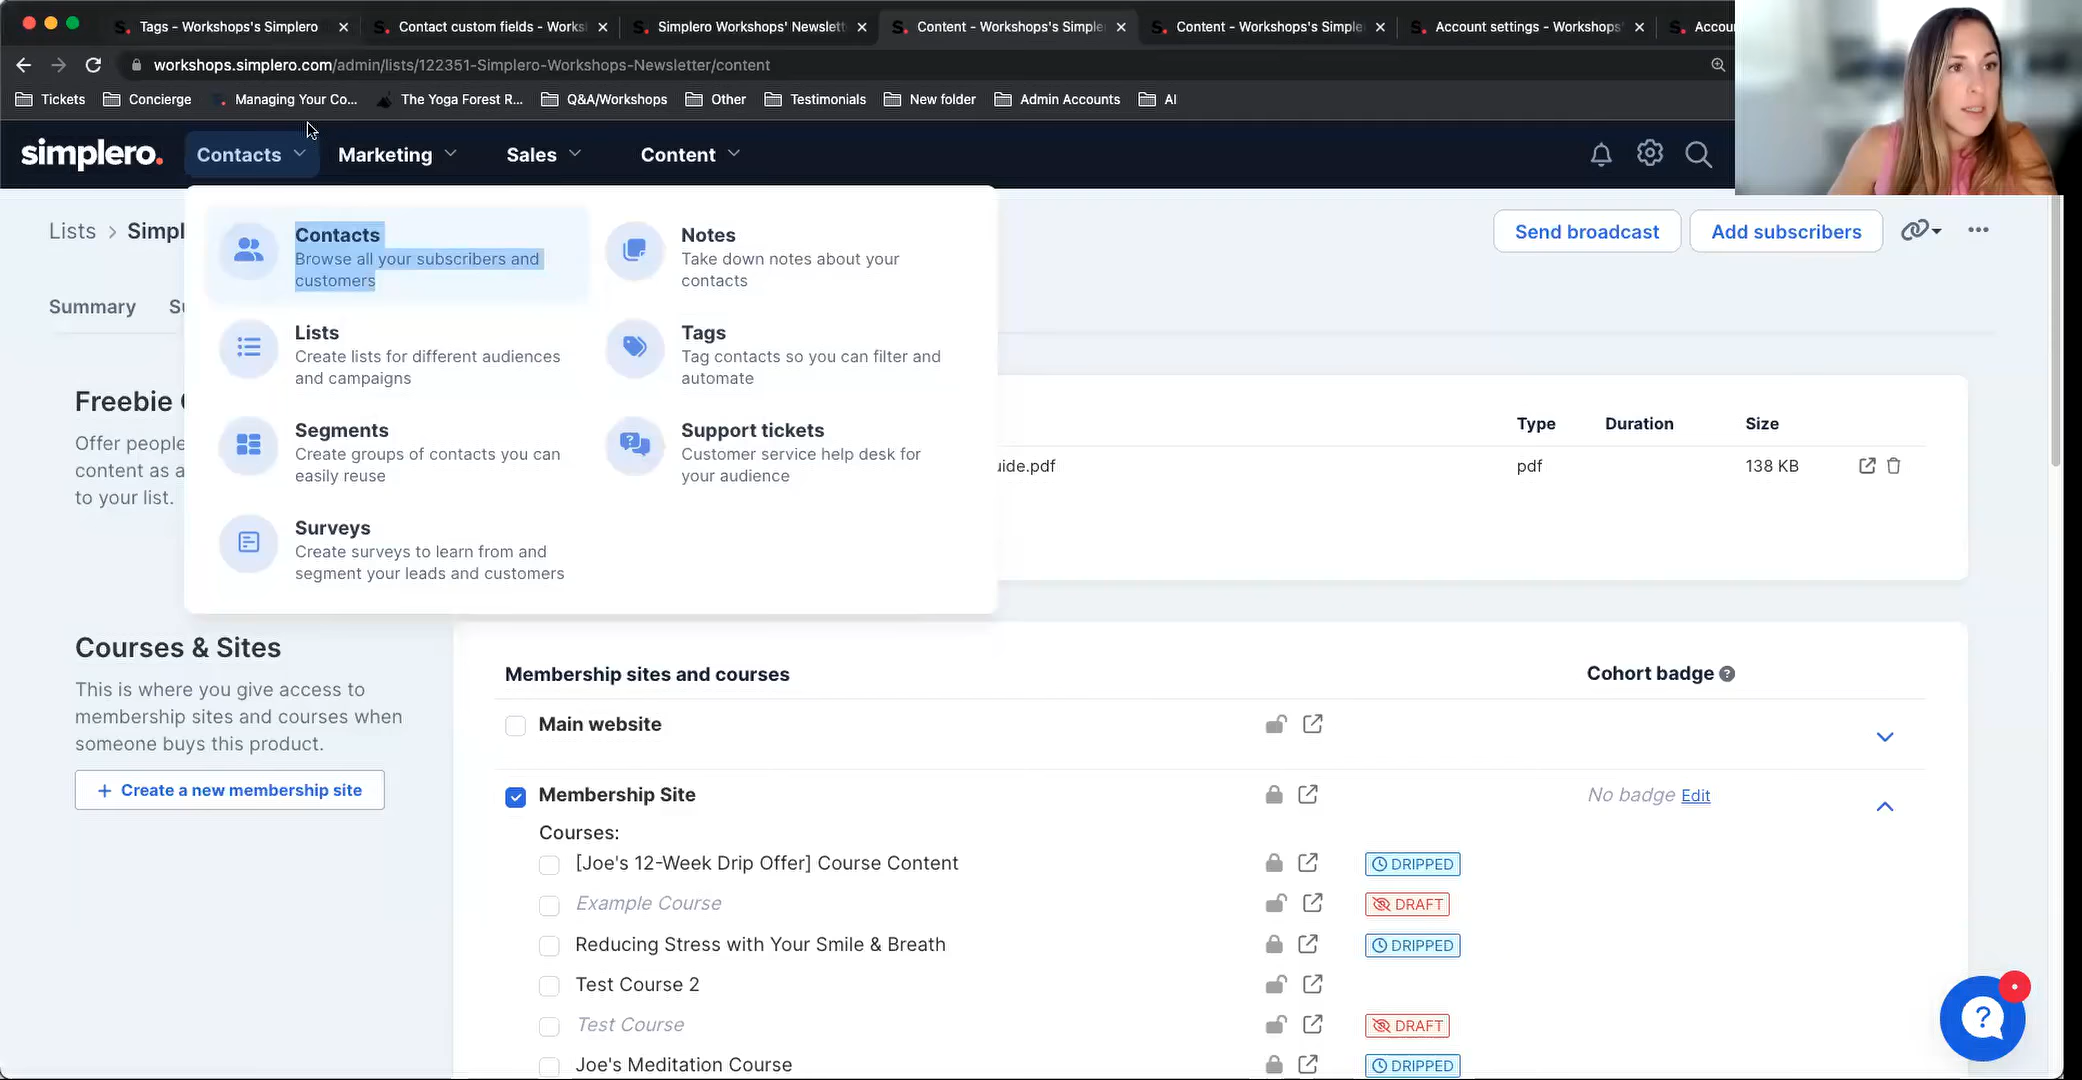 Tags - Workshops's Simplero
Contact custom fields - Works
Simplero Workshops' Newslett
Content - Workshops's Simple
Content - Workshops's Simple
Account settings - Workshops'
Accou
workshops.simplero.com/admin/lists/122351-Simplero-Workshops-Newsletter/content
Tickets
Concierge
Managing Your Co...
The Yoga Forest R...
Q&A/Workshops
Other
Testimonials
New folder
Admin Accounts
AI
simplero.
Contacts
Marketing
Sales
Content
Lists > Simpl
Send broadcast
Add subscribers
Contacts
Browse all your subscribers and
customers
Notes
Take down notes about your
contacts
Summary
Su
Lists
Create lists for different audiences
and campaigns
Tags
Tag contacts so you can filter and
automate
Freebie
Offer people
content as a
to your list.
Segments
Create groups of contacts you can
easily reuse
Support tickets
Customer service help desk for
your audience
Surveys
Create surveys to learn from and
segment your leads and customers
Type
Duration
Size
uide.pdf
pdf
138 KB
Courses & Sites
This is where you give access to
membership sites and courses when
someone buys this product.
+ Create a new membership site
Membership sites and courses
Cohort badge ?
Main website
Membership Site
No badge Edit
Courses:
[Joe's 12-Week Drip Offer] Course Content
DRIPPED
Example Course
DRAFT
Reducing Stress with Your Smile & Breath
DRIPPED
Test Course 2
Test Course
DRAFT
Joe's Meditation Course
DRIPPED